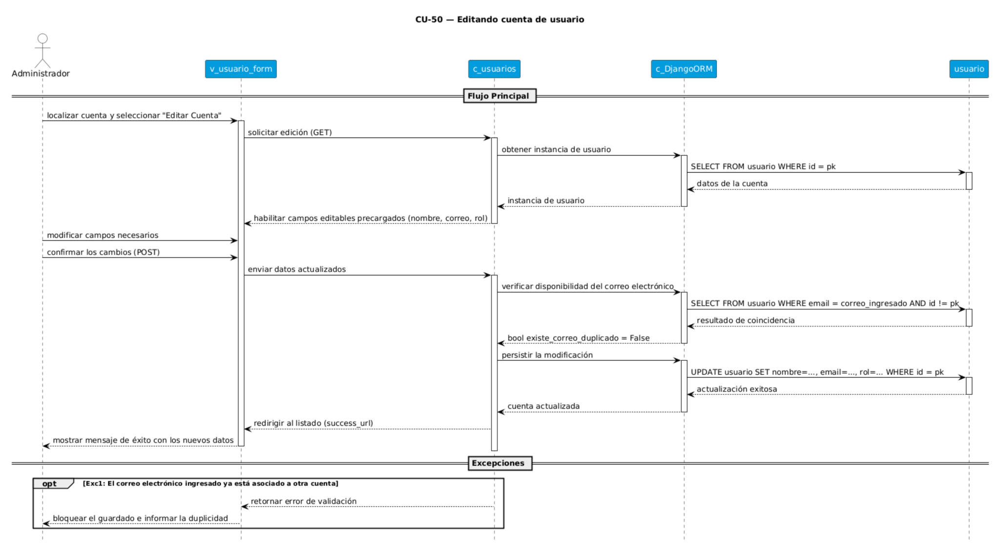 CU-50 — Editando cuenta de usuario
Administrador
v_usuario_form
c_usuarios
c_DjangoORM
usuario
Flujo Principal
localizar cuenta y seleccionar "Editar Cuenta"
solicitar edición (GET)
obtener instancia de usuario
SELECT FROM usuario WHERE id = pk
datos de la cuenta
instancia de usuario
habilitar campos editables precargados (nombre, correo, rol)
modificar campos necesarios
confirmar los cambios (POST)
enviar datos actualizados
verificar disponibilidad del correo electrónico
SELECT FROM usuario WHERE email = correo_ingresado AND id != pk
resultado de coincidencia
bool existe_correo_duplicado = False
persistir la modificación
UPDATE usuario SET nombre=..., email=..., rol=... WHERE id = pk
actualización exitosa
cuenta actualizada
redirigir al listado (success_url)
mostrar mensaje de éxito con los nuevos datos
Excepciones
opt
[Exc1: El correo electrónico ingresado ya está asociado a otra cuenta]
retornar error de validación
bloquear el guardado e informar la duplicidad